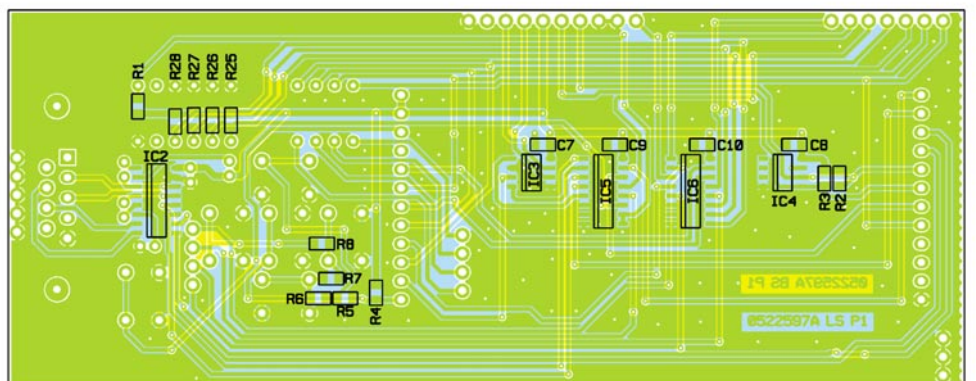 R1
R28
R27
R26
R25
IC2
C7
C9
C10
C8
IC3
IC5
IC6
IC4
R3
R2
R8
R7
R6
R5
R4
0522597A BS P1
0522597A LS P1